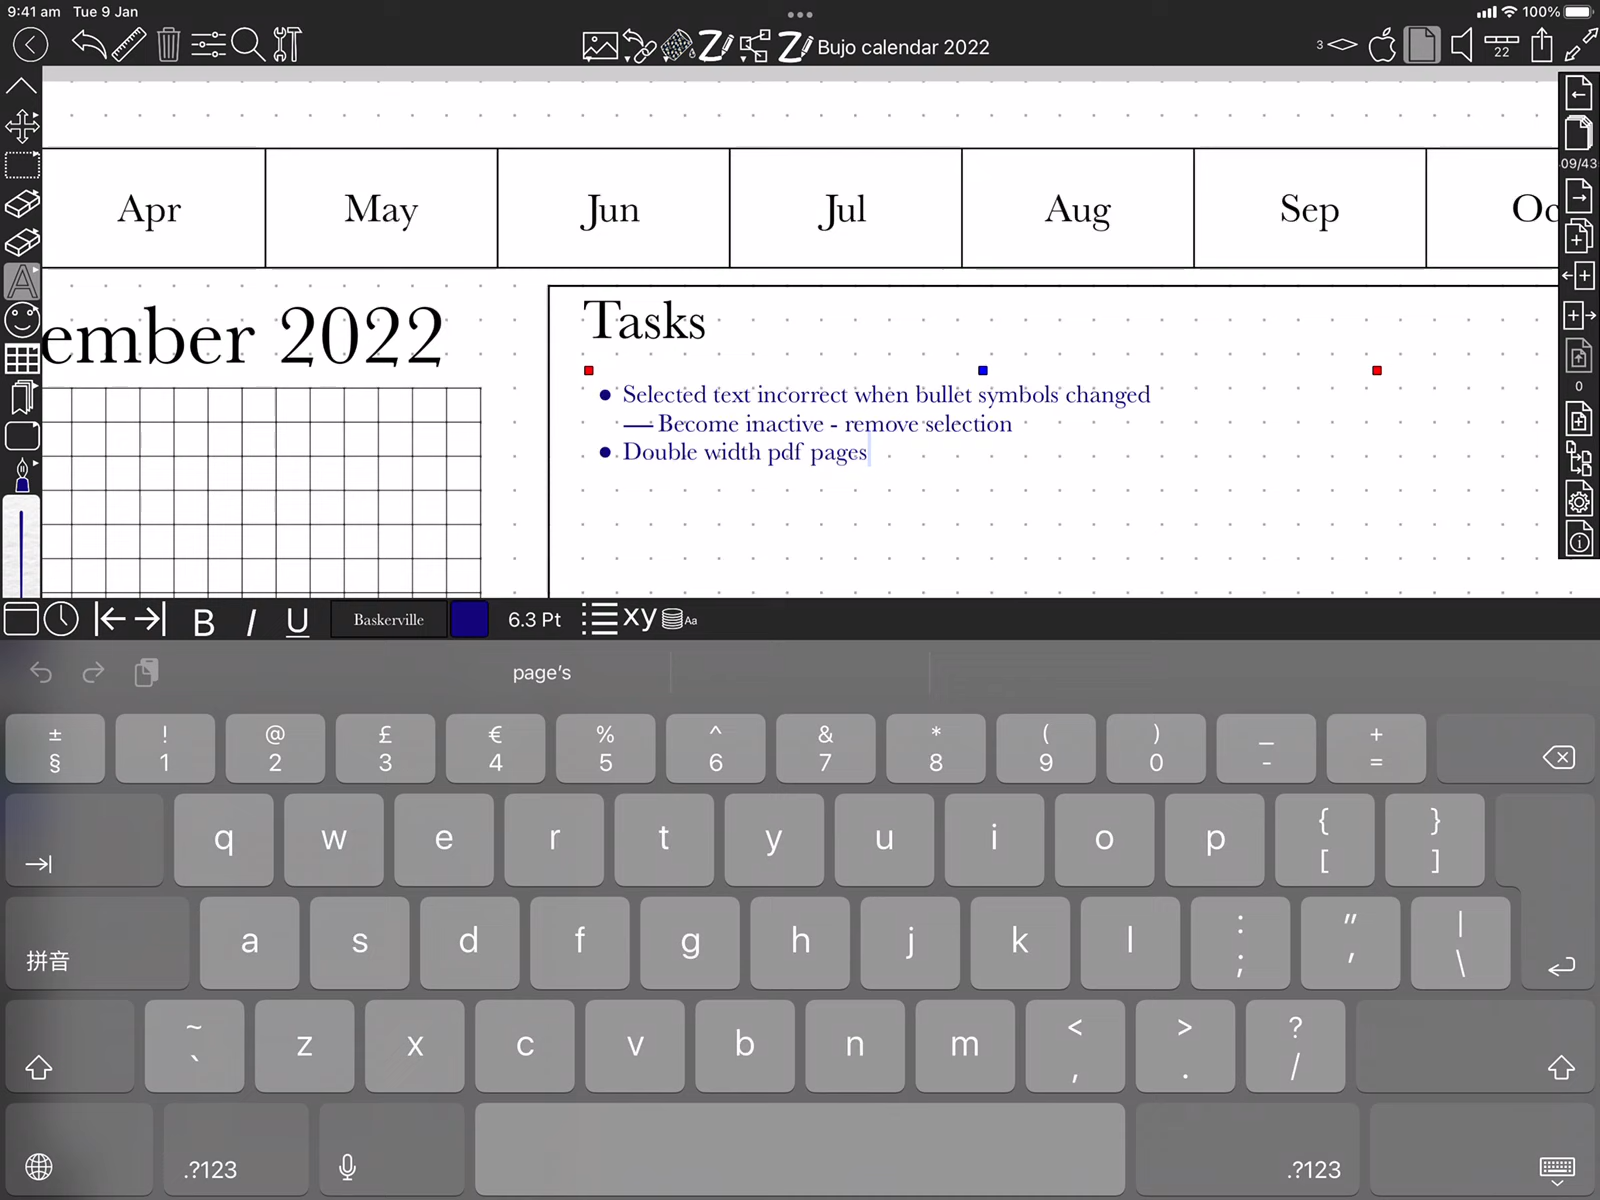 9:41 am Tue 9 Jan
100%
Bujo calendar 2022
3
22
Apr
May
Jun
Jul
Aug
Sep
Oc
09/43
0
ember 2022
Tasks
● Selected text incorrect when bullet symbols changed
— Become inactive - remove selection
● Double width pdf pages
B I U
Baskerville
6.3 Pt
xy
Aa
page's
± ! @ £ € % ^ & * ( ) _ +
§ 1 2 3 4 5 6 7 8 9 0 - =
q w e r t y u i o p { [ } ]
拼音 a s d f g h j k l : ; " ' | \
~ ` z x c v b n m < , > . ? /
.?123
.?123